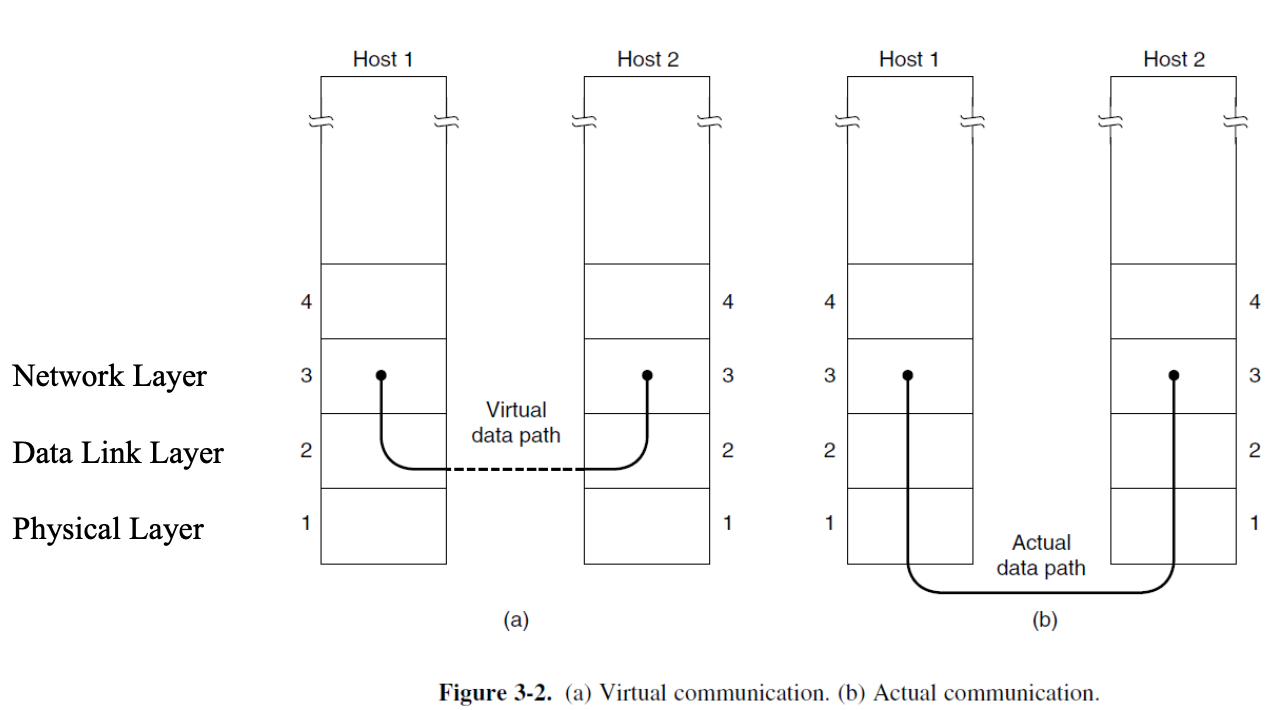 Host 1
Host 2
Host 1
Host 2
4
4
4
4
Network Layer
3
3
3
3
Virtual
data path
Data Link Layer
2
2
2
2
Physical Layer
1
1
1
1
Actual
data path
(a)
(b)
Figure 3-2. (a) Virtual communication. (b) Actual communication.